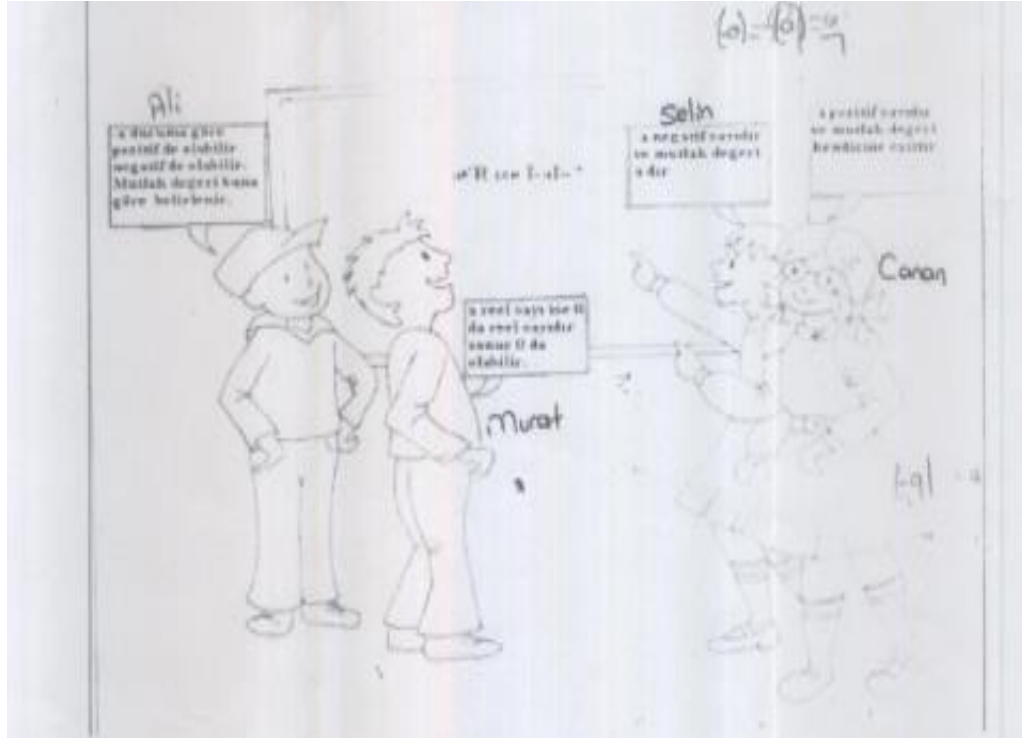 Ali
a duruma göre
pozitif de olabilir
negatif de olabilir.
Mutlak değeri buna
göre belirlenir.
Selin
a negatif sayıdır
ve mutlak değeri
a dır
a pozitif sayıdır
ve mutlak değeri
kendisine eşittir
Canan
a reel sayı ise 0
da reel sayıdır
sonuç 0 da
olabilir.
Murat
|-a|